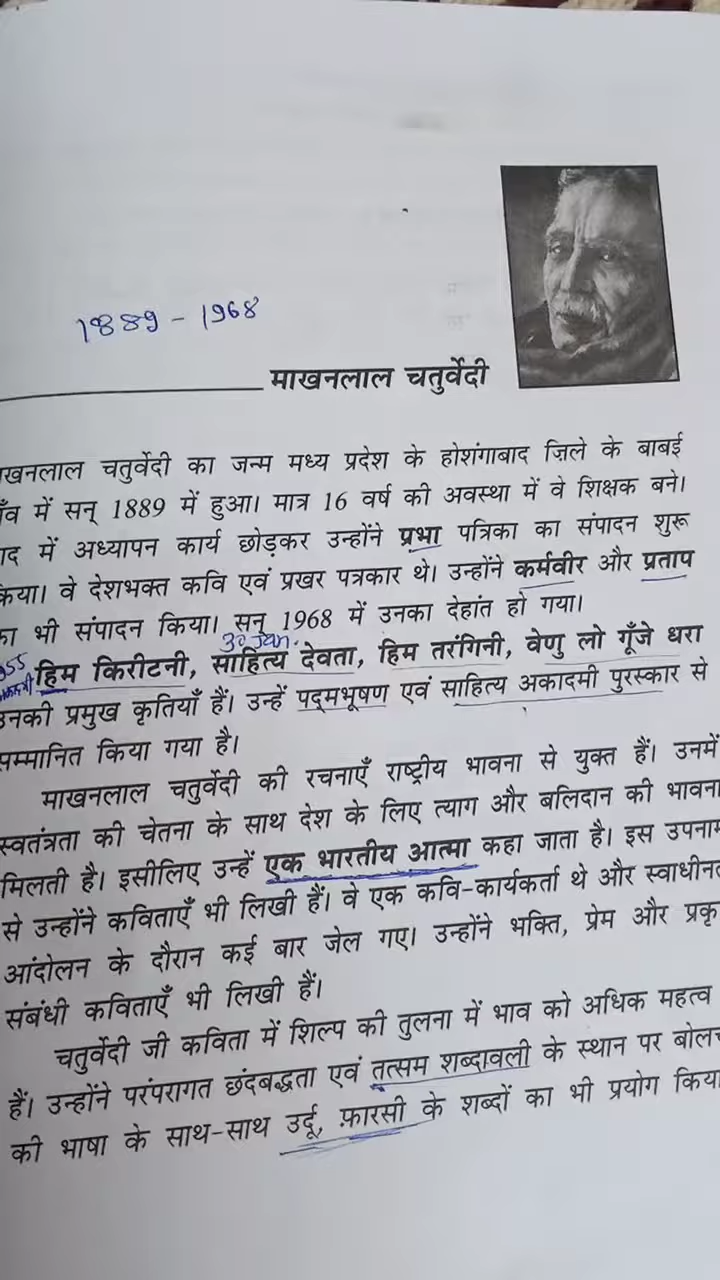 1889 - 1968
माखनलाल चतुर्वेदी
ाखनलाल चतुर्वेदी का जन्म मध्य प्रदेश के होशंगाबाद ज़िले के बाबई
ाँव में सन् 1889 में हुआ। मात्र 16 वर्ष की अवस्था में वे शिक्षक बने।
ाद में अध्यापन कार्य छोड़कर उन्होंने प्रभा पत्रिका का संपादन शुरू
किया। वे देशभक्त कवि एवं प्रखर पत्रकार थे। उन्होंने कर्मवीर और प्रताप
का भी संपादन किया। सन् 1968 में उनका देहांत हो गया।
30 Jan.
955
हिम किरीटनी, साहित्य देवता, हिम तरंगिनी, वेणु लो गूँजे धरा
उनकी प्रमुख कृतियाँ हैं। उन्हें पद्मभूषण एवं साहित्य अकादमी पुरस्कार से
सम्मानित किया गया है।
माखनलाल चतुर्वेदी की रचनाएँ राष्ट्रीय भावना से युक्त हैं। उनमें
स्वतंत्रता की चेतना के साथ देश के लिए त्याग और बलिदान की भावना
मिलती है। इसीलिए उन्हें एक भारतीय आत्मा कहा जाता है। इस उपनाम
से उन्होंने कविताएँ भी लिखी हैं। वे एक कवि-कार्यकर्ता थे और स्वाधीनत
आंदोलन के दौरान कई बार जेल गए। उन्होंने भक्ति, प्रेम और प्रकृ
संबंधी कविताएँ भी लिखी हैं।
चतुर्वेदी जी कविता में शिल्प की तुलना में भाव को अधिक महत्व
हैं। उन्होंने परंपरागत छंदबद्धता एवं तत्सम शब्दावली के स्थान पर बोलच
की भाषा के साथ-साथ उर्दू, फ़ारसी के शब्दों का भी प्रयोग किया